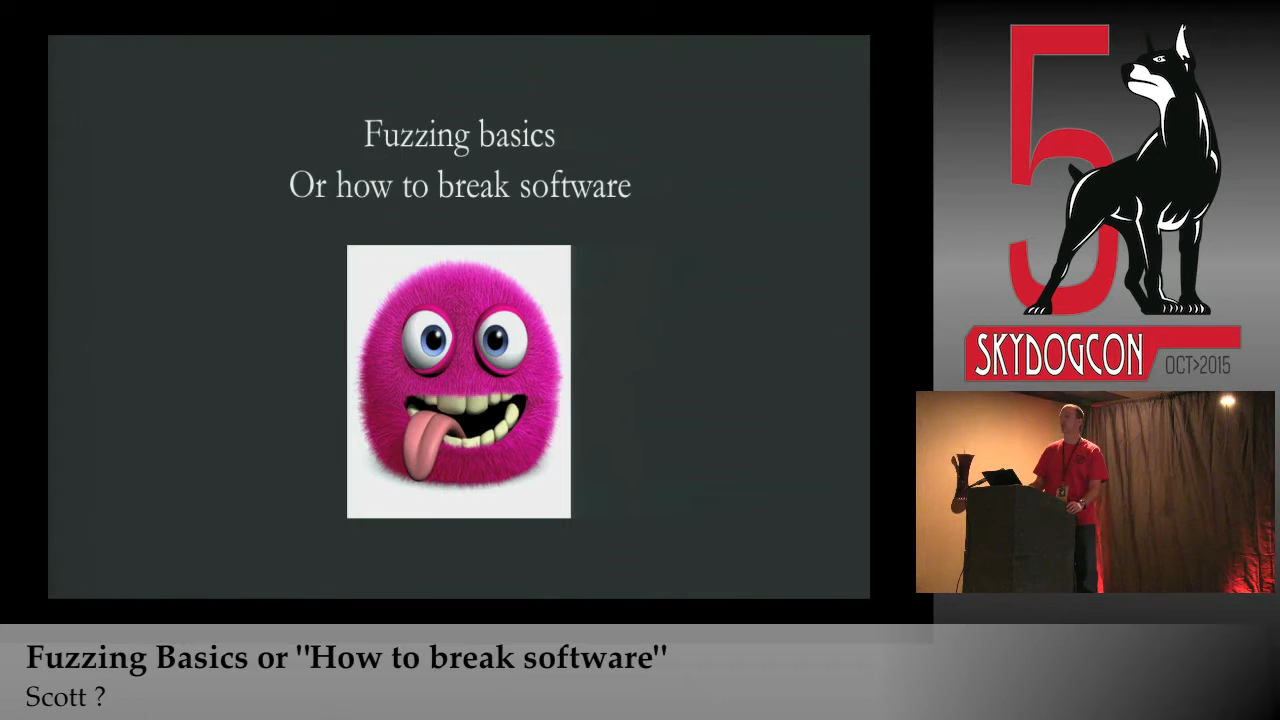 Fuzzing basics
Or how to break software
5
SKYDOGCON
OCT>2015
Fuzzing Basics or "How to break software"
Scott ?